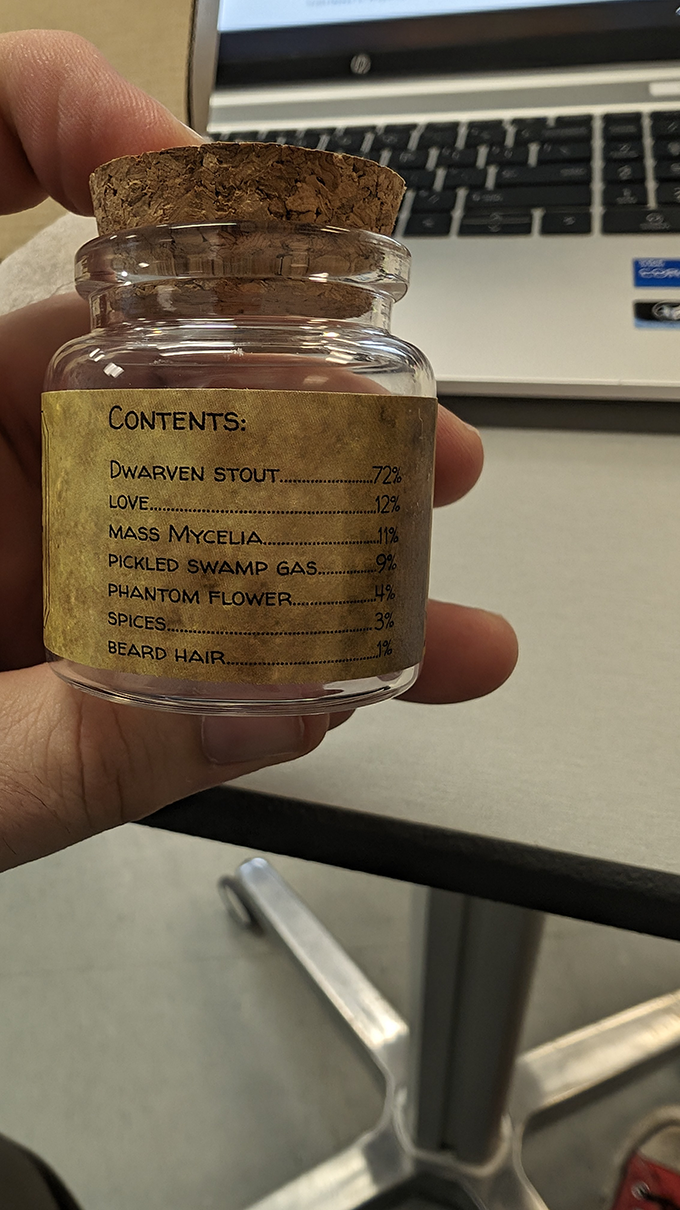 CONTENTS:
DWARVEN STOUT..............................72%
LOVE..............................12%
MASS MYCELIA..............................11%
PICKLED SWAMP GAS..............................9%
PHANTOM FLOWER..............................4%
SPICES..............................3%
BEARD HAIR..............................1%
hp